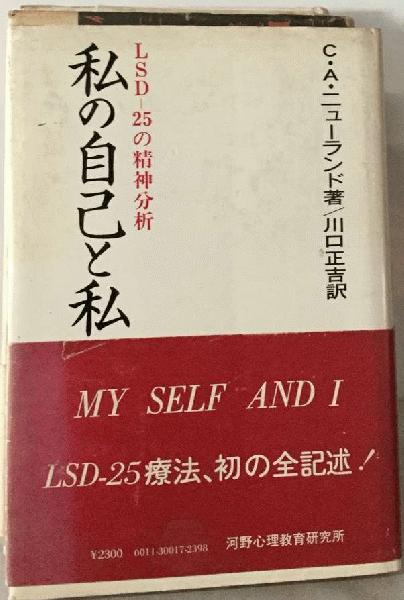 C・A・ニューランド著/川口正吉訳
LSD-25の精神分析
私の自己と私
MY SELF AND I
LSD-25療法、初の全記述!
¥2300 0011-30017-2398 河野心理教育研究所